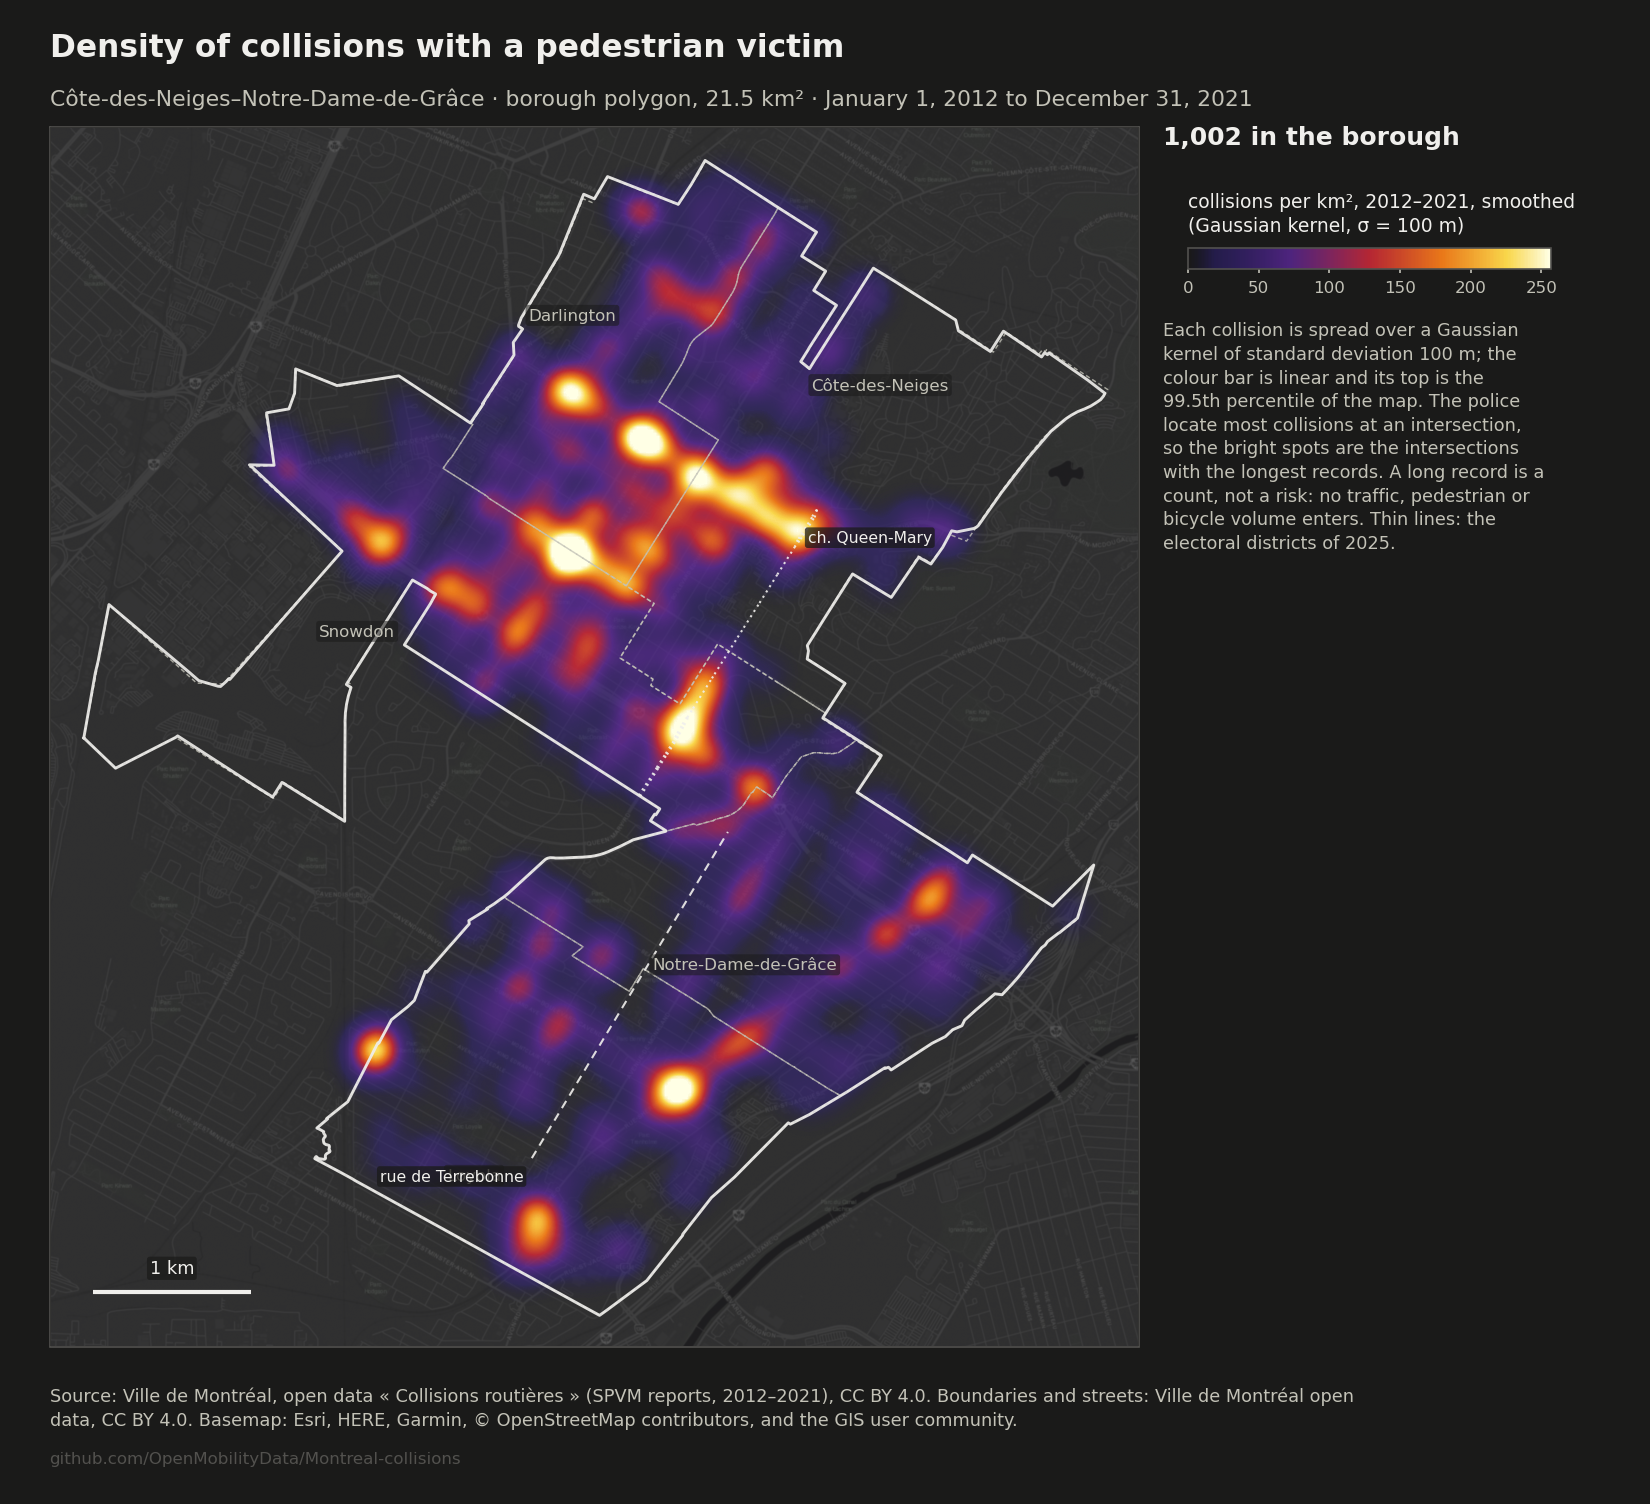 Density of collisions with a pedestrian victim
Côte-des-Neiges–Notre-Dame-de-Grâce · borough polygon, 21.5 km² · January 1, 2012 to December 31, 2021
1,002 in the borough
collisions per km², 2012–2021, smoothed
(Gaussian kernel, σ = 100 m)
0 50 100 150 200 250
Each collision is spread over a Gaussian
kernel of standard deviation 100 m; the
colour bar is linear and its top is the
99.5th percentile of the map. The police
locate most collisions at an intersection,
so the bright spots are the intersections
with the longest records. A long record is a
count, not a risk: no traffic, pedestrian or
bicycle volume enters. Thin lines: the
electoral districts of 2025.
Darlington
Côte-des-Neiges
ch. Queen-Mary
Snowdon
Notre-Dame-de-Grâce
rue de Terrebonne
1 km
Source: Ville de Montréal, open data « Collisions routières » (SPVM reports, 2012–2021), CC BY 4.0. Boundaries and streets: Ville de Montréal open
data, CC BY 4.0. Basemap: Esri, HERE, Garmin, © OpenStreetMap contributors, and the GIS user community.
github.com/OpenMobilityData/Montreal-collisions